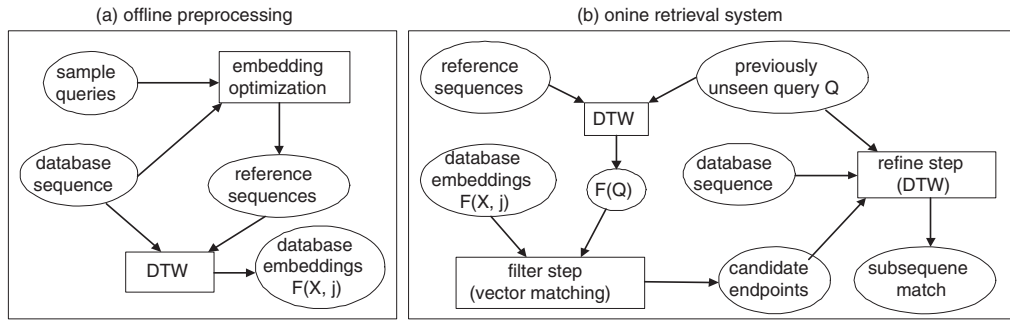 (a) offline preprocessing
sample
queries
embedding
optimization
database
sequence
reference
sequences
DTW
database
embeddings
F(X, j)
(b) onine retrieval system
reference
sequences
previously
unseen query Q
DTW
database
embeddings
F(X, j)
F(Q)
database
sequence
refine step
(DTW)
filter step
(vector matching)
candidate
endpoints
subsequene
match